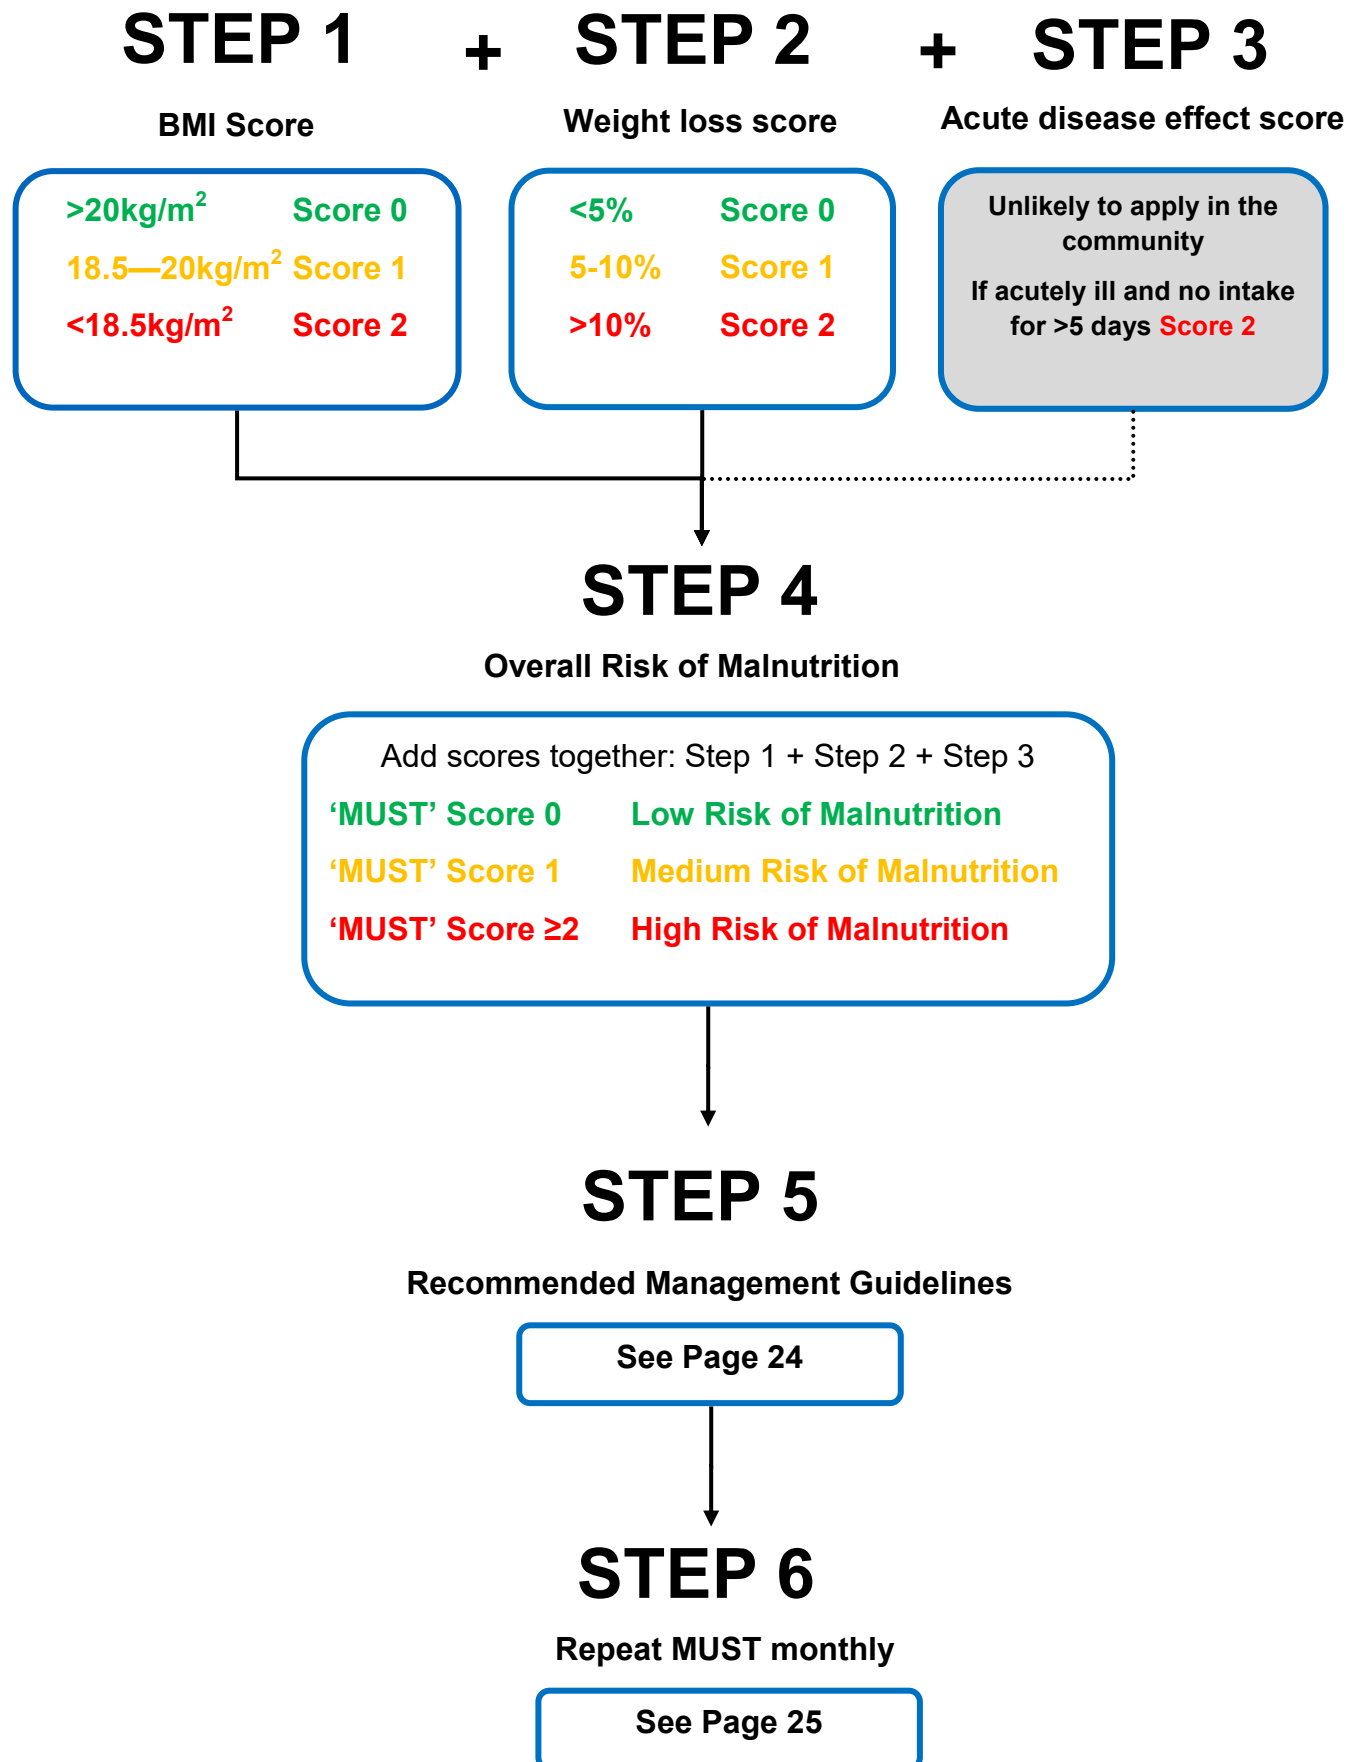 STEP 1 + STEP 2 + STEP 3
BMI Score
>20kg/m² Score 0
18.5—20kg/m² Score 1
<18.5kg/m² Score 2
Weight loss score
<5% Score 0
5-10% Score 1
>10% Score 2
Acute disease effect score
Unlikely to apply in the
community
If acutely ill and no intake
for >5 days Score 2
STEP 4
Overall Risk of Malnutrition
Add scores together: Step 1 + Step 2 + Step 3
‘MUST’ Score 0 Low Risk of Malnutrition
‘MUST’ Score 1 Medium Risk of Malnutrition
‘MUST’ Score ≥2 High Risk of Malnutrition
STEP 5
Recommended Management Guidelines
See Page 24
STEP 6
Repeat MUST monthly
See Page 25